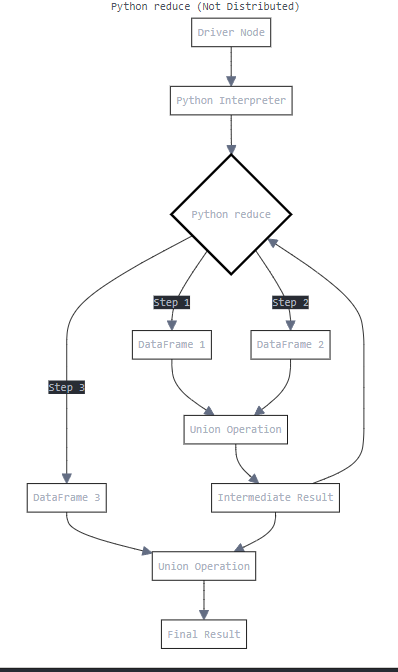 Python reduce (Not Distributed)
Driver Node
Python Interpreter
Python reduce
Step 1
Step 2
DataFrame 1
DataFrame 2
Step 3
Union Operation
DataFrame 3
Intermediate Result
Union Operation
Final Result